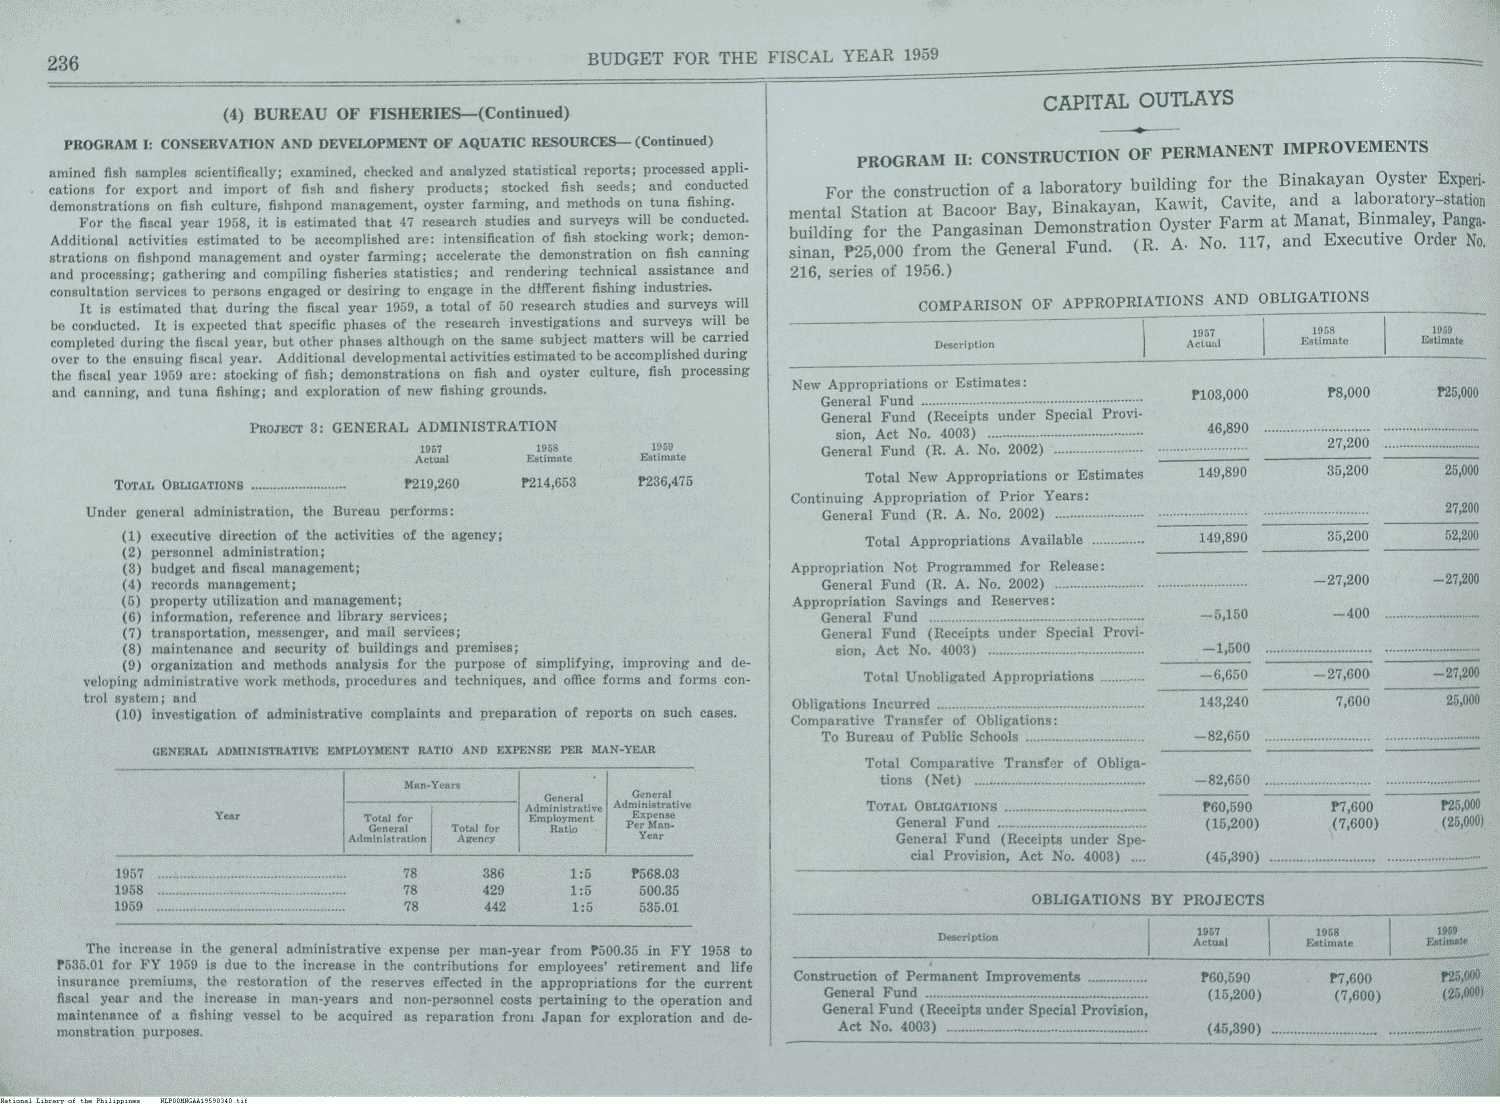 236
BUDGET FOR THE FISCAL YEAR 1959
(4) BUREAU OF FISHERIES—(Continued)
PROGRAM I: CONSERVATION AND DEVELOPMENT OF AQUATIC RESOURCES—(Continued)
amined fish samples scientifically; examined, checked and analyzed statistical reports; processed appli-
cations for export and import of fish and fishery products; stocked fish seeds; and conducted
demonstrations on fish culture, fishpond management, oyster farming, and methods on tuna fishing.
For the fiscal year 1958, it is estimated that 47 research studies and surveys will be conducted.
Additional activities estimated to be accomplished are: intensification of fish stocking work; demon-
strations on fishpond management and oyster farming; accelerate the demonstration on fish canning
and processing; gathering and compiling fisheries statistics; and rendering technical assistance and
consultation services to persons engaged or desiring to engage in the dfferent fishing industries.
It is estimated that during the fiscal year 1959, a total of 50 research studies and surveys will
be conducted. It is expected that specific phases of the research investigations and surveys will be
completed during the fiscal year, but other phases although on the same subject matters will be carried
over to the ensuing fiscal year. Additional developmental activities estimated to be accomplished during
the fiscal year 1959 are: stocking of fish; demonstrations on fish and oyster culture, fish processing
and canning, and tuna fishing; and exploration of new fishing grounds.
PROJECT 3: GENERAL ADMINISTRATION
1957 Actual 1958 Estimate 1959 Estimate
TOTAL OBLIGATIONS ₱219,260 ₱214,653 ₱236,475
Under general administration, the Bureau performs:
(1) executive direction of the activities of the agency;
(2) personnel administration;
(3) budget and fiscal management;
(4) records management;
(5) property utilization and management;
(6) information, reference and library services;
(7) transportation, messenger, and mail services;
(8) maintenance and security of buildings and premises;
(9) organization and methods analysis for the purpose of simplifying, improving and de-
veloping administrative work methods, procedures and techniques, and office forms and forms con-
trol system; and
(10) investigation of administrative complaints and preparation of reports on such cases.
GENERAL ADMINISTRATIVE EMPLOYMENT RATIO AND EXPENSE PER MAN-YEAR
Year
Man-Years
Total for General Administration
Total for Agency
General Administrative Employment Ratio
General Administrative Expense Per Man-Year
1957 78 386 1:5 ₱568.03
1958 78 429 1:5 500.35
1959 78 442 1:5 535.01
The increase in the general administrative expense per man-year from ₱500.35 in FY 1958 to
₱535.01 for FY 1959 is due to the increase in the contributions for employees' retirement and life
insurance premiums, the restoration of the reserves effected in the appropriations for the current
fiscal year and the increase in man-years and non-personnel costs pertaining to the operation and
maintenance of a fishing vessel to be acquired as reparation from Japan for exploration and de-
monstration purposes.
CAPITAL OUTLAYS
PROGRAM II: CONSTRUCTION OF PERMANENT IMPROVEMENTS
For the construction of a laboratory building for the Binakayan Oyster Experi-
mental Station at Bacoor Bay, Binakayan, Kawit, Cavite, and a laboratory-station
building for the Pangasinan Demonstration Oyster Farm at Manat, Binmaley, Panga-
sinan, ₱25,000 from the General Fund. (R. A. No. 117, and Executive Order No.
216, series of 1956.)
COMPARISON OF APPROPRIATIONS AND OBLIGATIONS
Description 1957 Actual 1958 Estimate 1959 Estimate
New Appropriations or Estimates:
General Fund ₱103,000 ₱8,000 ₱25,000
General Fund (Receipts under Special Provi-
sion, Act No. 4003) 46,890
General Fund (R. A. No. 2002) 27,200
Total New Appropriations or Estimates 149,890 35,200 25,000
Continuing Appropriation of Prior Years:
General Fund (R. A. No. 2002) 27,200
Total Appropriations Available 149,890 35,200 52,200
Appropriation Not Programmed for Release:
General Fund (R. A. No. 2002) —27,200 —27,200
Appropriation Savings and Reserves:
General Fund —5,150 —400
General Fund (Receipts under Special Provi-
sion, Act No. 4003) —1,500
Total Unobligated Appropriations —6,650 —27,600 —27,200
Obligations Incurred 143,240 7,600 25,000
Comparative Transfer of Obligations:
To Bureau of Public Schools —82,650
Total Comparative Transfer of Obliga-
tions (Net) —82,650
TOTAL OBLIGATIONS ₱60,590 ₱7,600 ₱25,000
General Fund (15,200) (7,600) (25,000)
General Fund (Receipts under Spe-
cial Provision, Act No. 4003) (45,390)
OBLIGATIONS BY PROJECTS
Description 1957 Actual 1958 Estimate 1959 Estimate
Construction of Permanent Improvements ₱60,590 ₱7,600 ₱25,000
General Fund (15,200) (7,600) (25,000)
General Fund (Receipts under Special Provision,
Act No. 4003) (45,390)
National Library of the Philippines NLPOOMNGAA19590340.tif